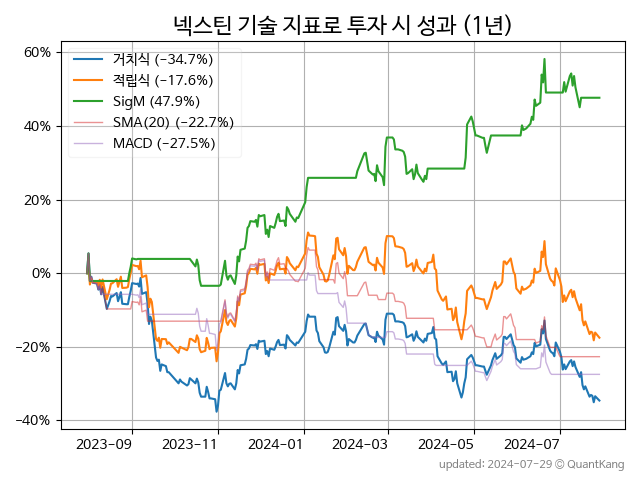 넥스틴 기술 지표로 투자 시 성과 (1년)
60%
40%
20%
0%
−20%
−40%
거치식 (−34.7%)
적립식 (−17.6%)
SigM (47.9%)
SMA(20) (−22.7%)
MACD (−27.5%)
2023-09 2023-11 2024-01 2024-03 2024-05 2024-07
updated: 2024-07-29 © QuantKang